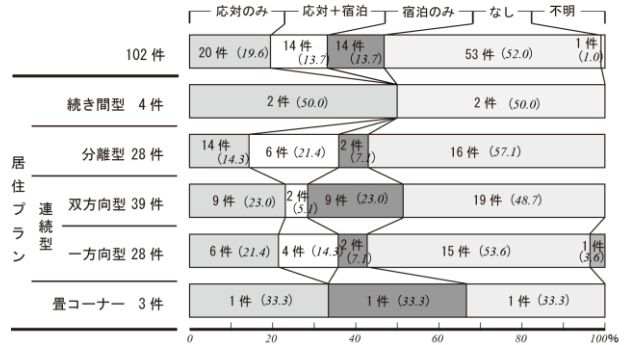 応対のみ 応対＋宿泊 宿泊のみ なし 不明
102 件 20 件 (19.6) 14 件 (13.7) 14 件 (13.7) 53 件 (52.0) 1 件 (1.0)
続き間型 4 件 2 件 (50.0) 2 件 (50.0)
分離型 28 件 14 件 (14.3) 6 件 (21.4) 2 件 (7.1) 16 件 (57.1)
双方向型 39 件 9 件 (23.0) 2 件 (5.1) 9 件 (23.0) 19 件 (48.7)
一方向型 28 件 6 件 (21.4) 4 件 (14.3) 2 件 (7.1) 15 件 (53.6) 1 件 (3.6)
畳コーナー 3 件 1 件 (33.3) 1 件 (33.3) 1 件 (33.3)
居住プラン
連続型
0 20 40 60 80 100%